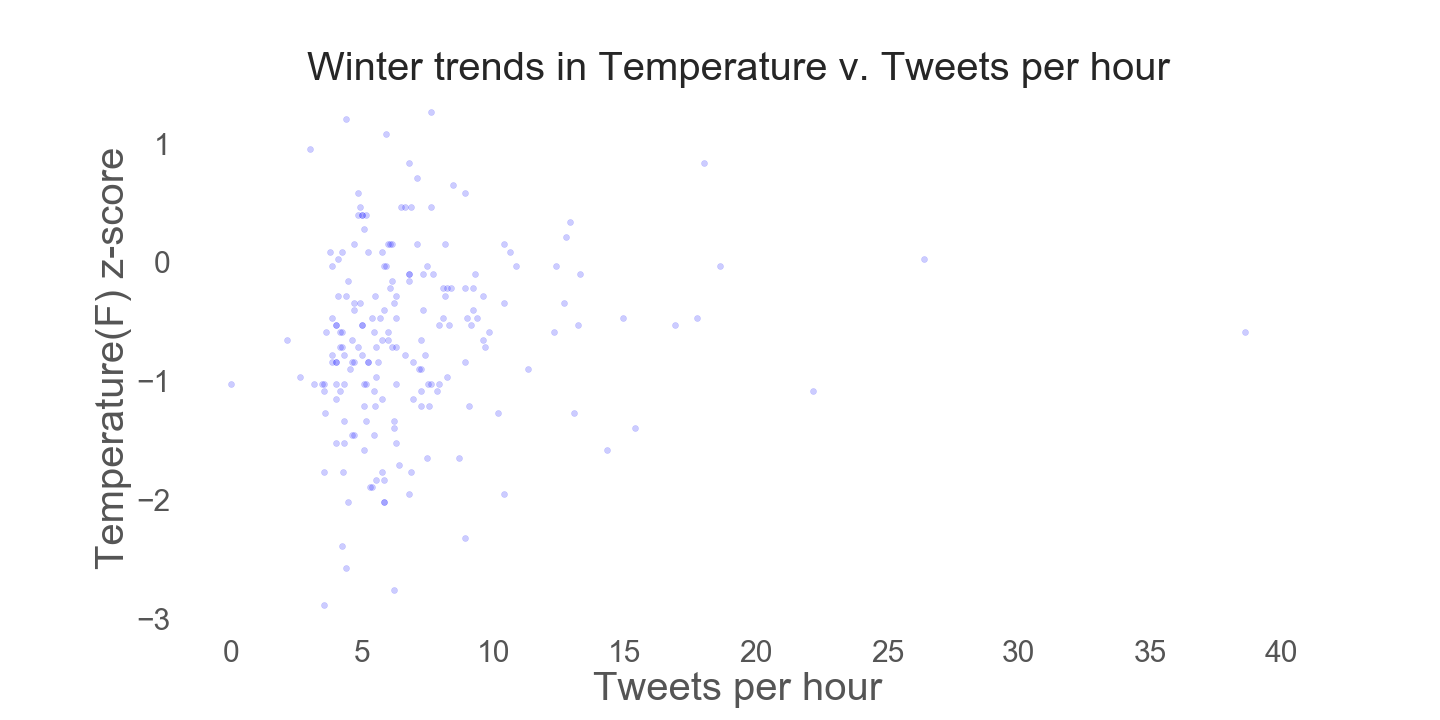 Winter trends in Temperature v. Tweets per hour
Temperature(F) z-score
1
0
−1
−2
−3
0 5 10 15 20 25 30 35 40
Tweets per hour